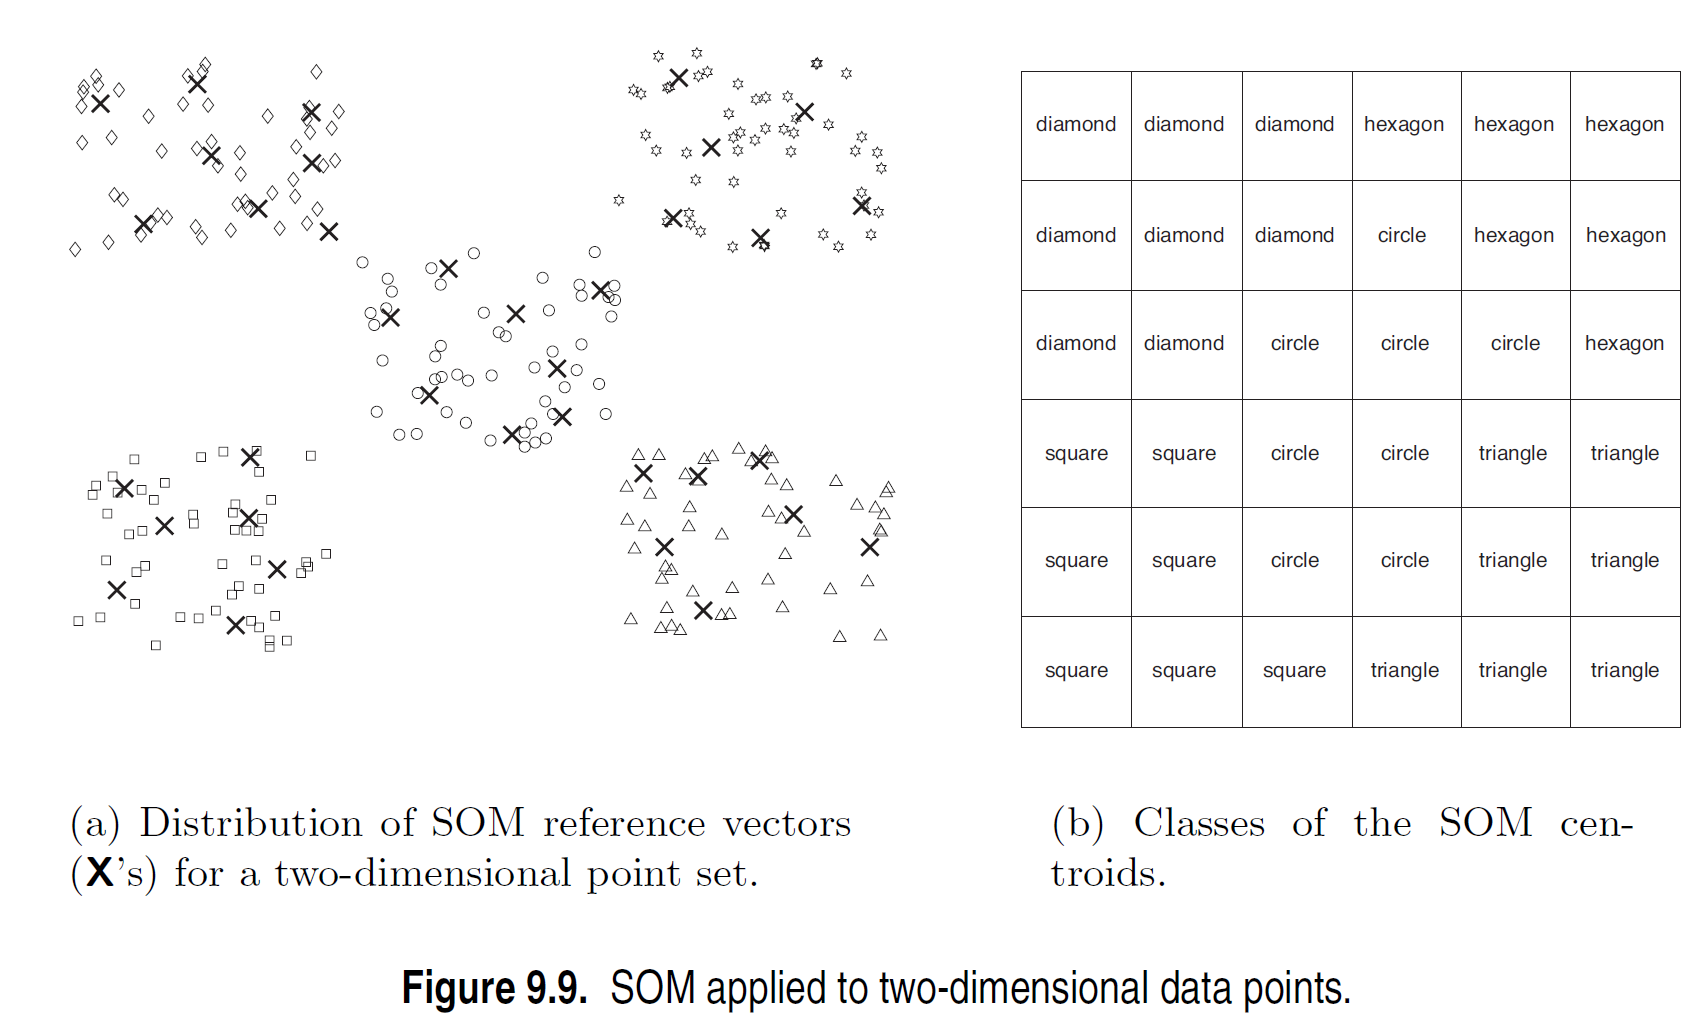 diamond diamond diamond hexagon hexagon hexagon
diamond diamond diamond circle hexagon hexagon
diamond diamond circle circle circle hexagon
square square circle circle triangle triangle
square square circle circle triangle triangle
square square square triangle triangle triangle
(a) Distribution of SOM reference vectors
(X's) for a two-dimensional point set.
(b) Classes of the SOM cen-
troids.
Figure 9.9. SOM applied to two-dimensional data points.